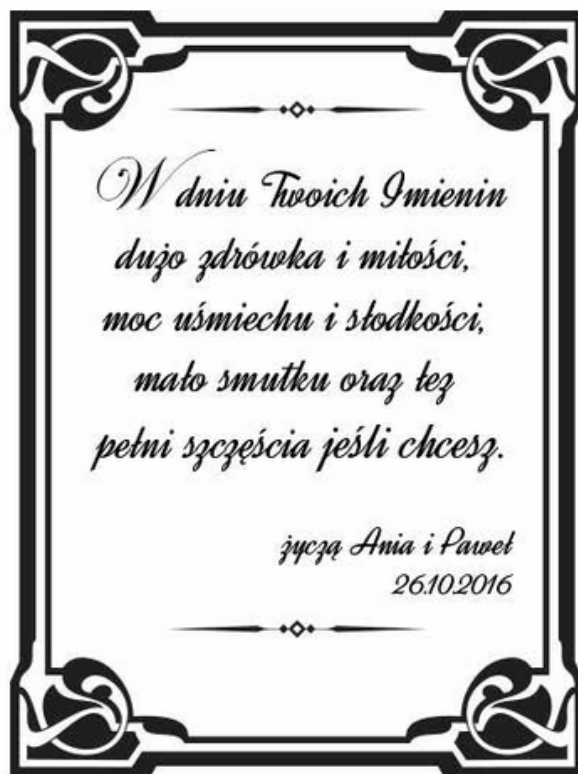 W dniu Twoich Imienin
dużo zdrówka i miłości,
moc uśmiechu i słodkości,
mało smutku oraz łez
pełni szczęścia jeśli chcesz.
życzą Ania i Paweł
26.10.2016